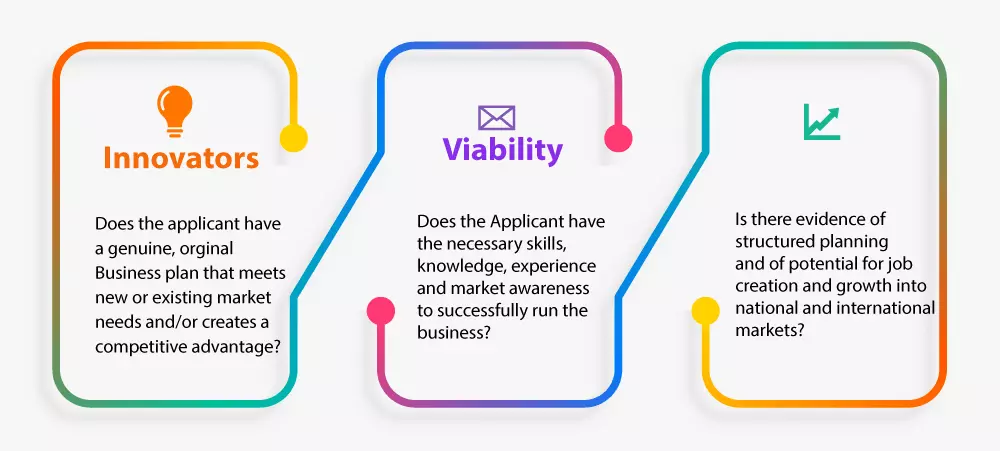 Innovators
Does the applicant have
a genuine, orginal
Business plan that meets
new or existing market
needs and/or creates a
competitive advantage?
Viability
Does the Applicant have
the necessary skills,
knowledge, experience
and market awareness
to successfully run the
business?
Is there evidence of
structured planning
and of potential for job
creation and growth into
national and international
markets?